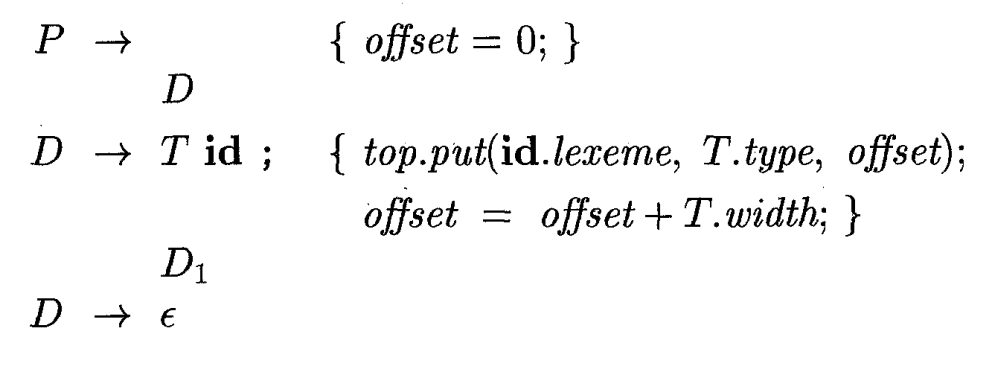 P → { offset = 0; }
D
D → T id ; { top.put(id.lexeme, T.type, offset);
offset = offset + T.width; }
D₁
D → ϵ